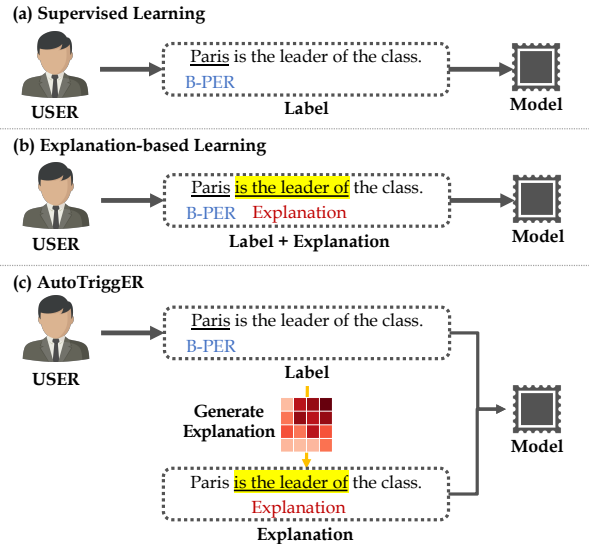 (a) Supervised Learning
Paris is the leader of the class.
B-PER
USER
Label
Model
(b) Explanation-based Learning
Paris is the leader of the class.
B-PER Explanation
USER
Label + Explanation
Model
(c) AutoTriggER
Paris is the leader of the class.
B-PER
USER
Label
Generate
Explanation
Model
Paris is the leader of the class.
Explanation
Explanation